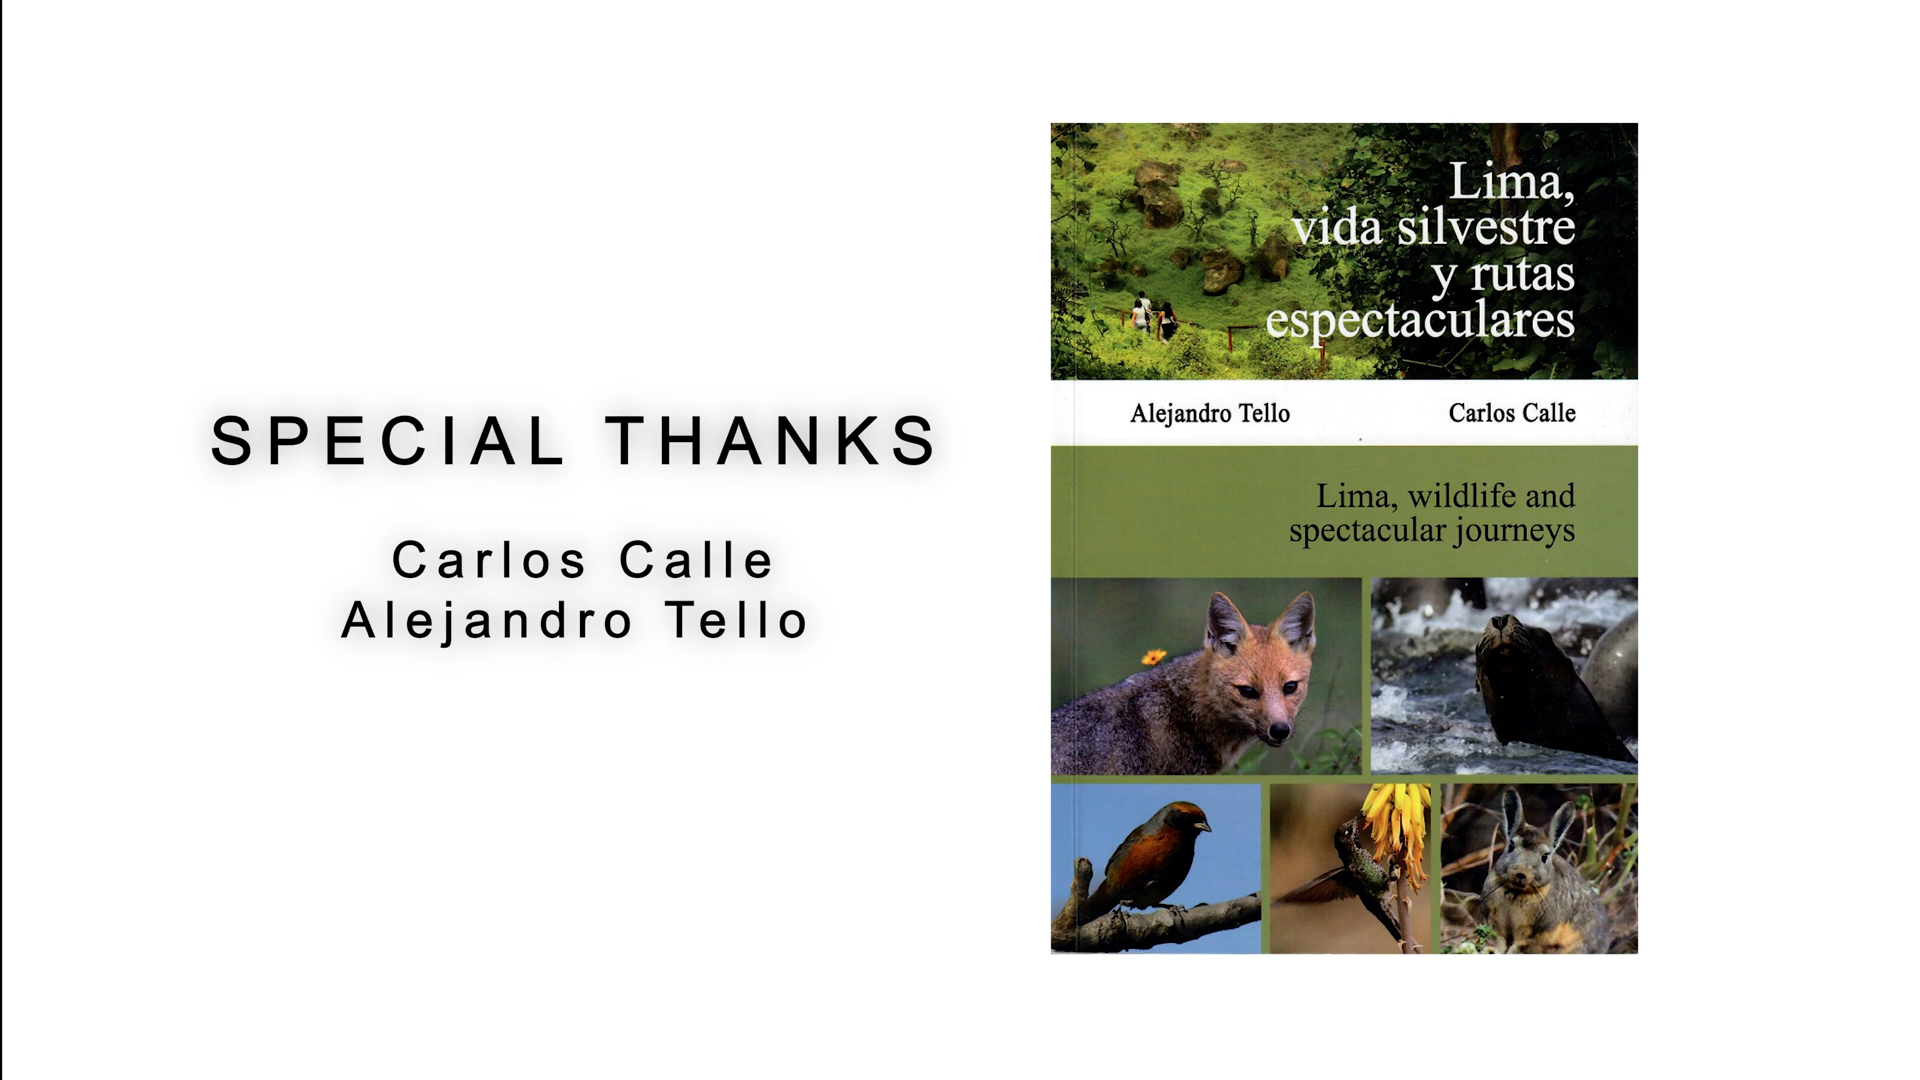 SPECIAL THANKS
Carlos Calle
Alejandro Tello
Lima,
vida silvestre
y rutas
espectaculares
Alejandro Tello
Carlos Calle
Lima, wildlife and
spectacular journeys